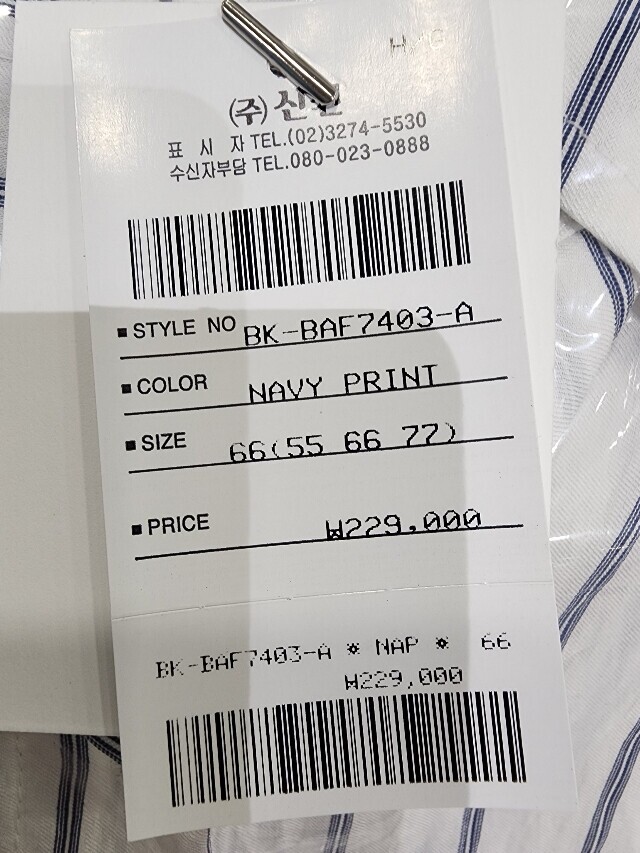 (주) 신원
표 시 자 TEL.(02)3274-5530
수신자부담 TEL.080-023-0888
■ STYLE NO BK-BAF7403-A
■ COLOR NAVY PRINT
■ SIZE 66(55 66 77)
■ PRICE ₩229,000
BK-BAF7403-A * NAP * 66
₩229,000